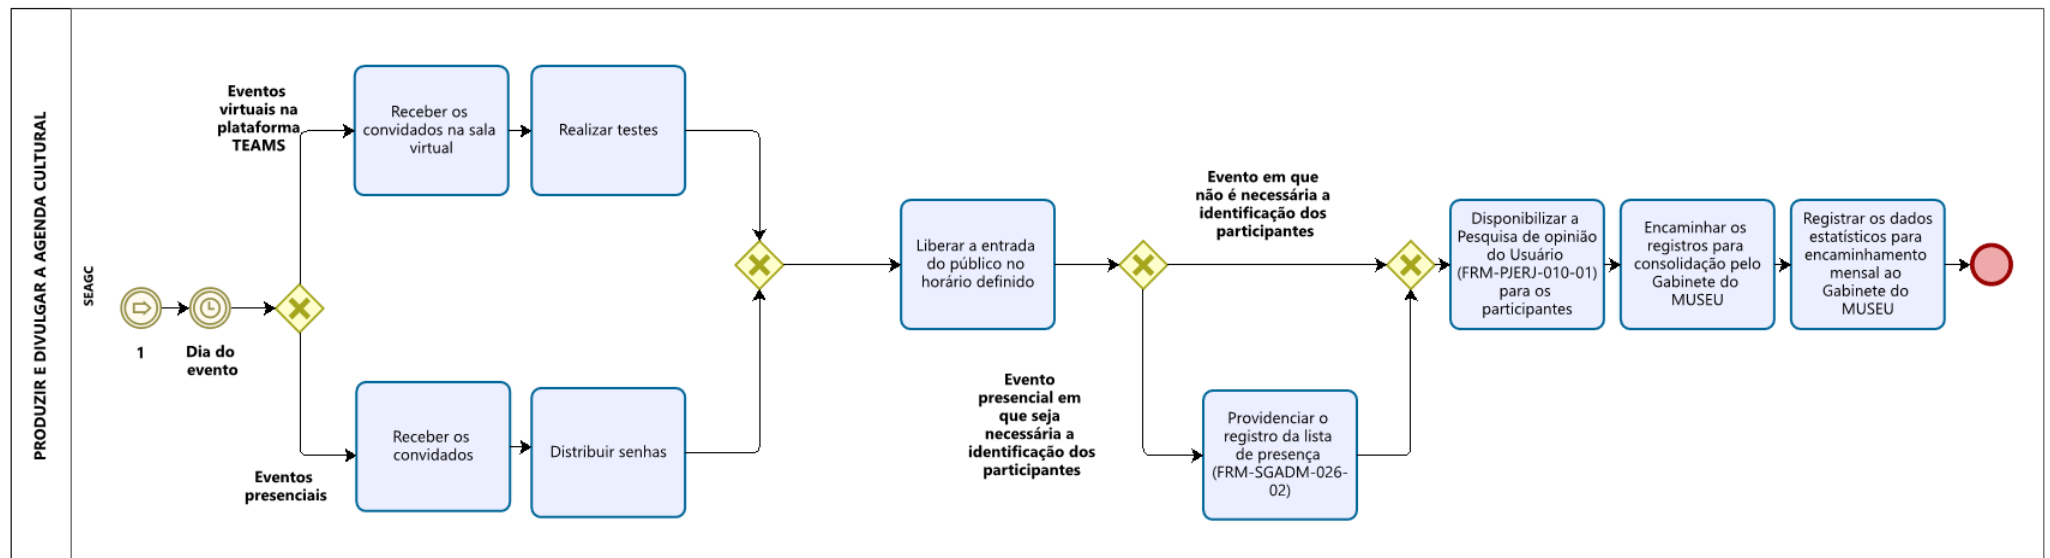 PRODUZIR E DIVULGAR A AGENDA CULTURAL
SEAGC
1
Dia do
evento
Eventos
virtuais na
plataforma
TEAMS
Receber os
convidados na sala
virtual
Realizar testes
Eventos
presenciais
Receber os
convidados
Distribuir senhas
Liberar a entrada
do público no
horário definido
Evento em que
não é necessária a
identificação dos
participantes
Evento
presencial em
que seja
necessária a
identificação dos
participantes
Providenciar o
registro da lista
de presença
(FRM-SGADM-026-
02)
Disponibilizar a
Pesquisa de opinião
do Usuário
(FRM-PJERJ-010-01)
para os
participantes
Encaminhar os
registros para
consolidação pelo
Gabinete do
MUSEU
Registrar os dados
estatísticos para
encaminhamento
mensal ao
Gabinete do
MUSEU